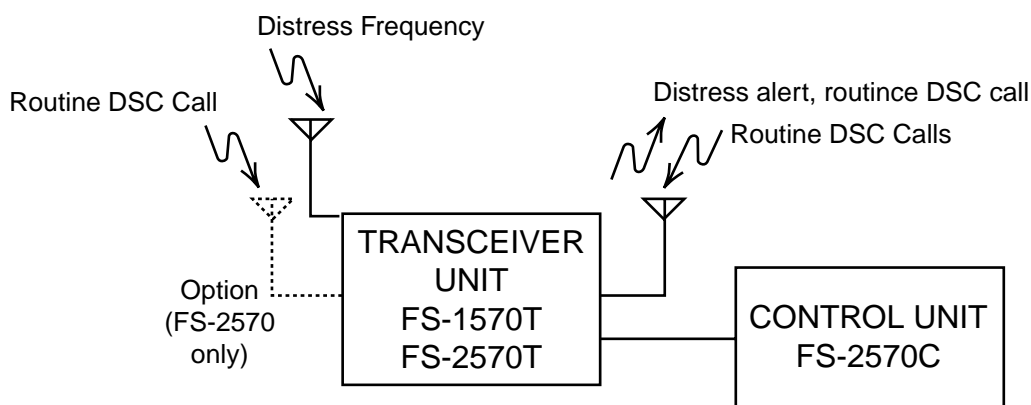 Distress Frequency
Routine DSC Call
Distress alert, routince DSC call
Routine DSC Calls
Option
(FS-2570
only)
TRANSCEIVER
UNIT
FS-1570T
FS-2570T
CONTROL UNIT
FS-2570C